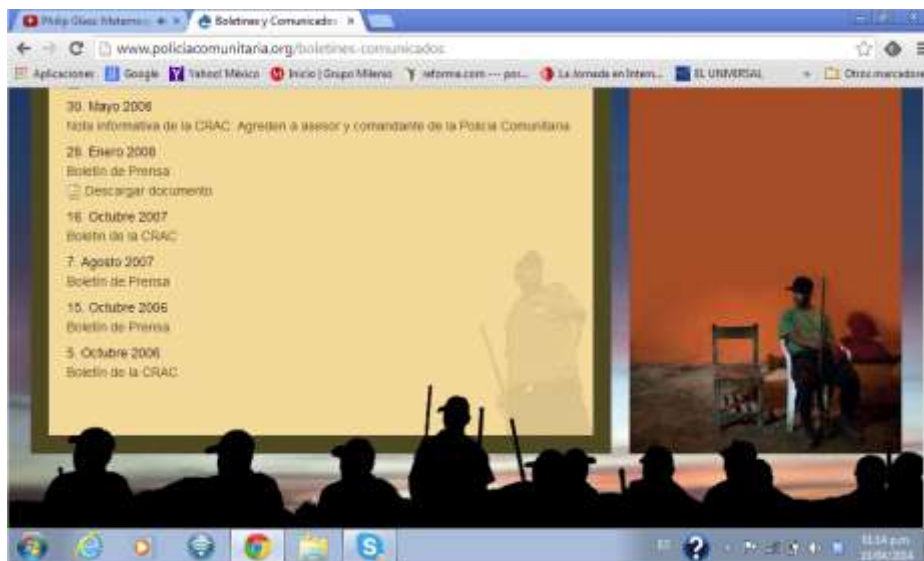 Philip Glass
Boletines y Comunicados
www.policiacomunitaria.org/boletines-comunicados
Aplicaciones Google Yahoo! México Inicio | Grupo Milenio reforma.com La Jornada en Intern... EL UNIVERSAL Otros marcadores
30. Mayo 2008
Nota informativa de la CRAC: Agreden a asesor y comandante de la Policía Comunitaria
28. Enero 2008
Boletín de Prensa
Descargar documento
16. Octubre 2007
Boletín de la CRAC
7. Agosto 2007
Boletín de Prensa
15. Octubre 2006
Boletín de Prensa
5. Octubre 2006
Boletín de la CRAC